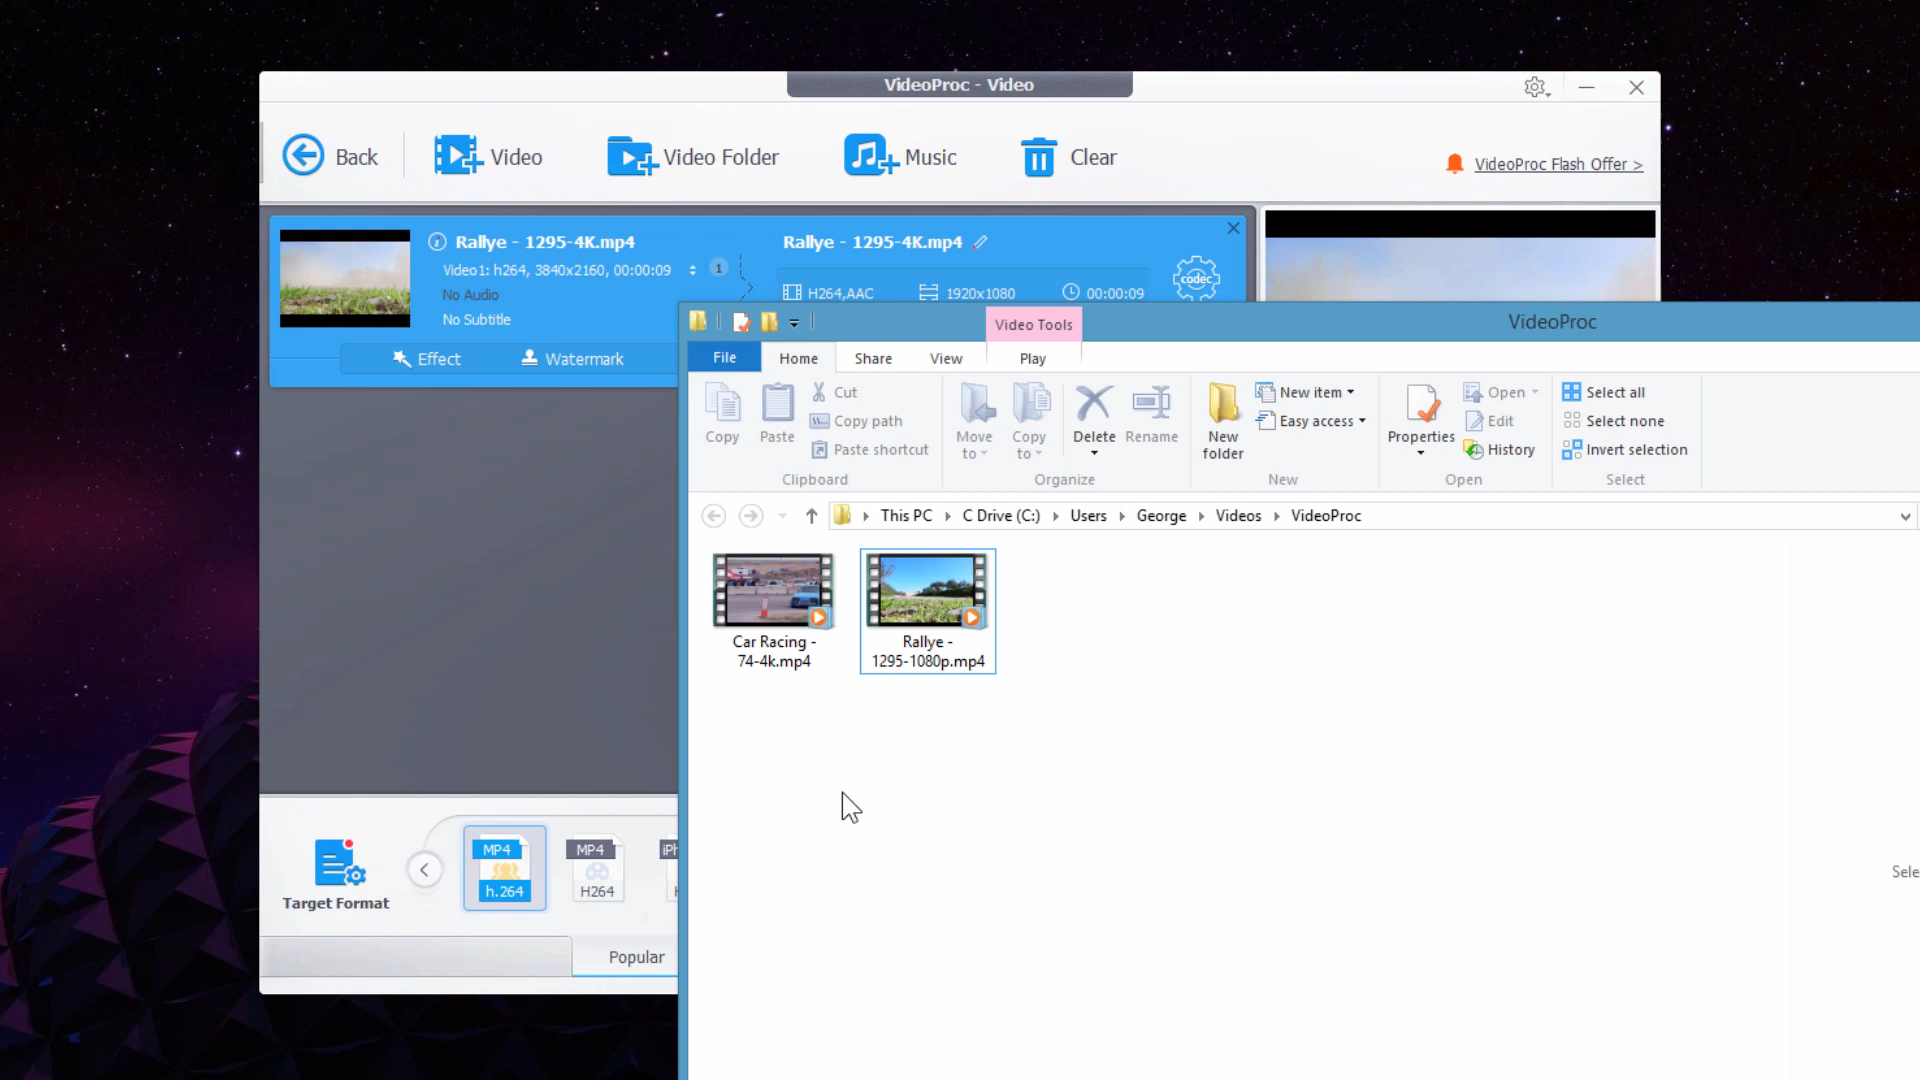 VideoProc - Video
Back
Video
Video Folder
Music
Clear
VideoProc Flash Offer >
Rallye - 1295-4K.mp4
Video1: h264, 3840x2160, 00:00:09
1
No Audio
No Subtitle
Effect
Watermark
Rallye - 1295-4K.mp4
H264,AAC
1920x1080
00:00:09
codec
Video Tools
VideoProc
File
Home
Share
View
Play
Copy
Paste
Cut
Copy path
Paste shortcut
Clipboard
Move to
Copy to
Delete
Rename
Organize
New folder
New item
Easy access
New
Properties
Open
Edit
History
Open
Select all
Select none
Invert selection
Select
This PC
C Drive (C:)
Users
George
Videos
VideoProc
Car Racing -
74-4k.mp4
Rallye -
1295-1080p.mp4
Sele
Target Format
MP4
h.264
MP4
H264
iPh
Popular